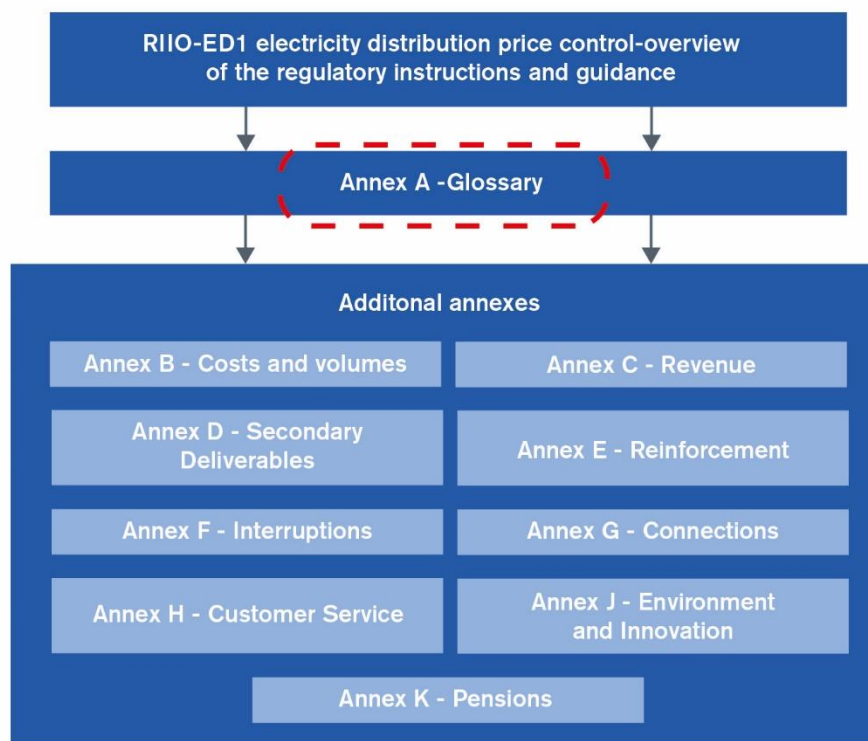 RIIO-ED1 electricity distribution price control-overview
of the regulatory instructions and guidance
Annex A -Glossary
Additonal annexes
Annex B - Costs and volumes
Annex C - Revenue
Annex D - Secondary
Deliverables
Annex E - Reinforcement
Annex F - Interruptions
Annex G - Connections
Annex H - Customer Service
Annex J - Environment
and Innovation
Annex K - Pensions